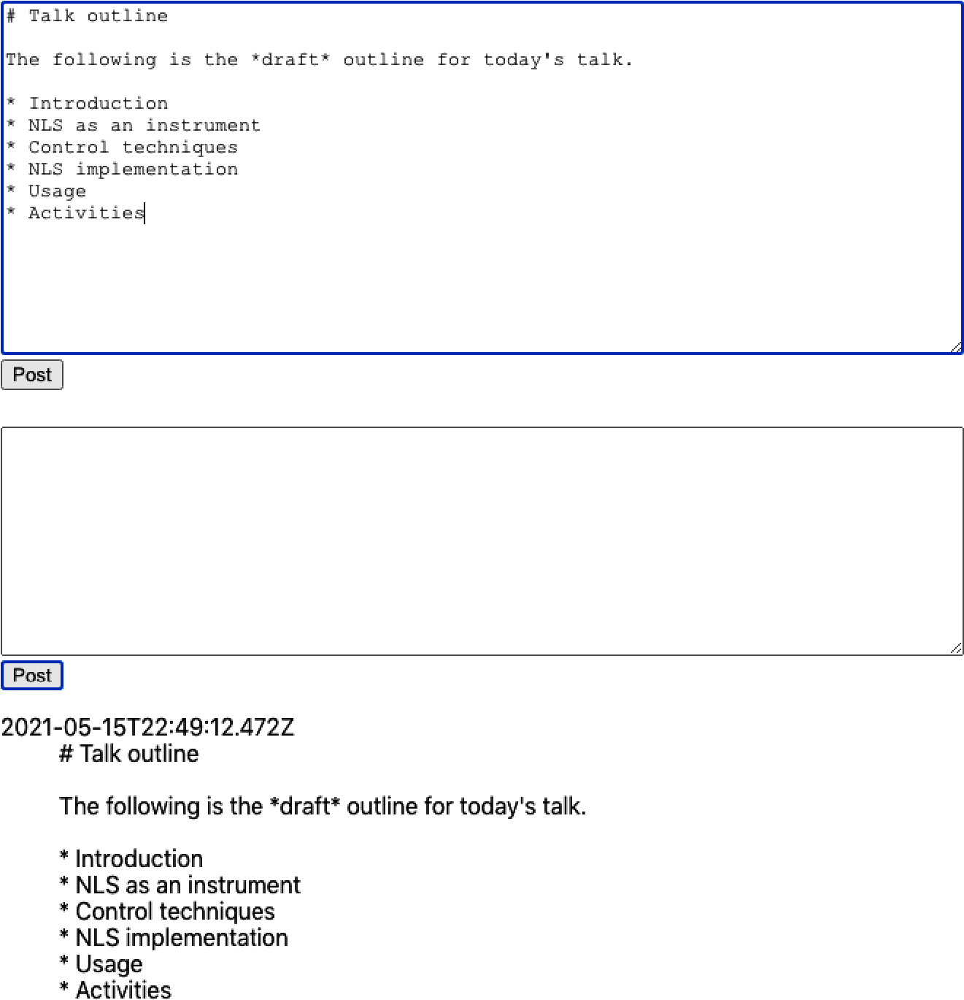 # Talk outline
The following is the *draft* outline for today's talk.
* Introduction
* NLS as an instrument
* Control techniques
* NLS implementation
* Usage
* Activities
Post
Post
2021-05-15T22:49:12.472Z
# Talk outline
The following is the *draft* outline for today's talk.
* Introduction
* NLS as an instrument
* Control techniques
* NLS implementation
* Usage
* Activities